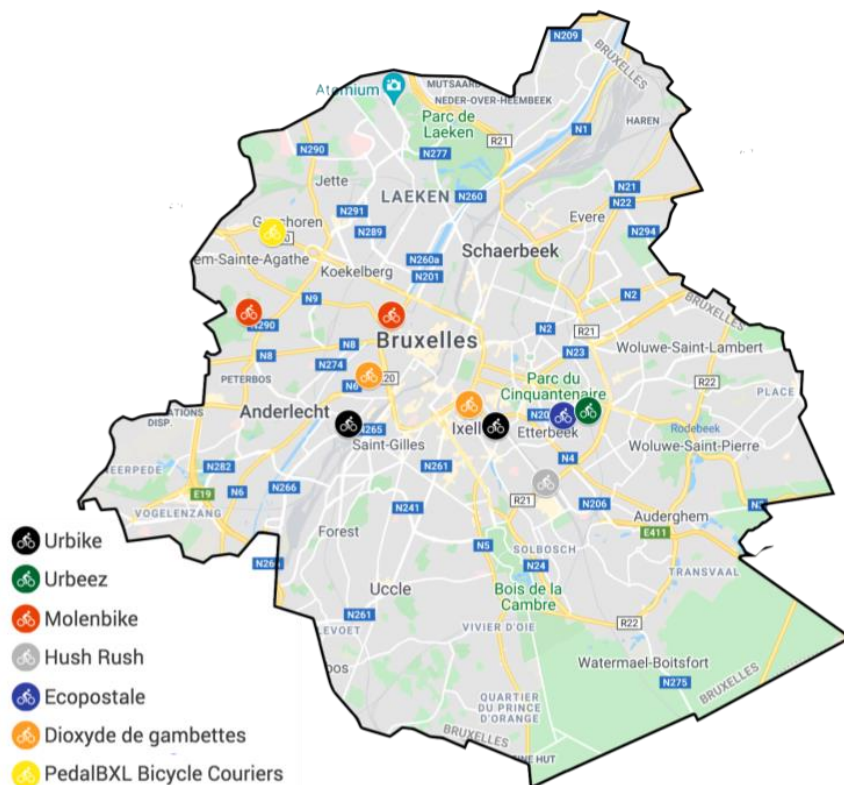 N209
BRUXELLES
Atomium
MUTSAARD
NEDER-OVER-HEEMBEEK
Parc de
Laeken
R21
N1
HAREN
N290
N277
Jette
LAEKEN
N260
N21
N22
N291
Evere
N289
N294
Schaerbeek
N260a
Koekelberg
N201
N9
N2
BRUXELLES
N290
N2
R21
N8
Bruxelles
N23
Woluwe-Saint-Lambert
N8
N274
PETERBOS
Parc du
Cinquantenaire
R22
PLACE
Anderlecht
N265
Etterbeek
Rodebeek
Saint-Gilles
Woluwe-Saint-Pierre
DISP.
N282
N261
N4
E19
N6
N266
R21
N206
VOGELENZANG
N241
Auderghem
Forest
E411
N5
SOLBOSCH
N24
TRANSVAAL
Uccle
Bois de la
Cambre
N261
VIVIER D'OIE
R22
Watermael-Boitsfort
N275
BRUXELLES
QUARTIER
DU PRINCE
D'ORANGE
BRUXELLES
Urbike
Urbeez
Molenbike
Hush Rush
Ecopostale
Dioxyde de gambettes
PedalBXL Bicycle Couriers